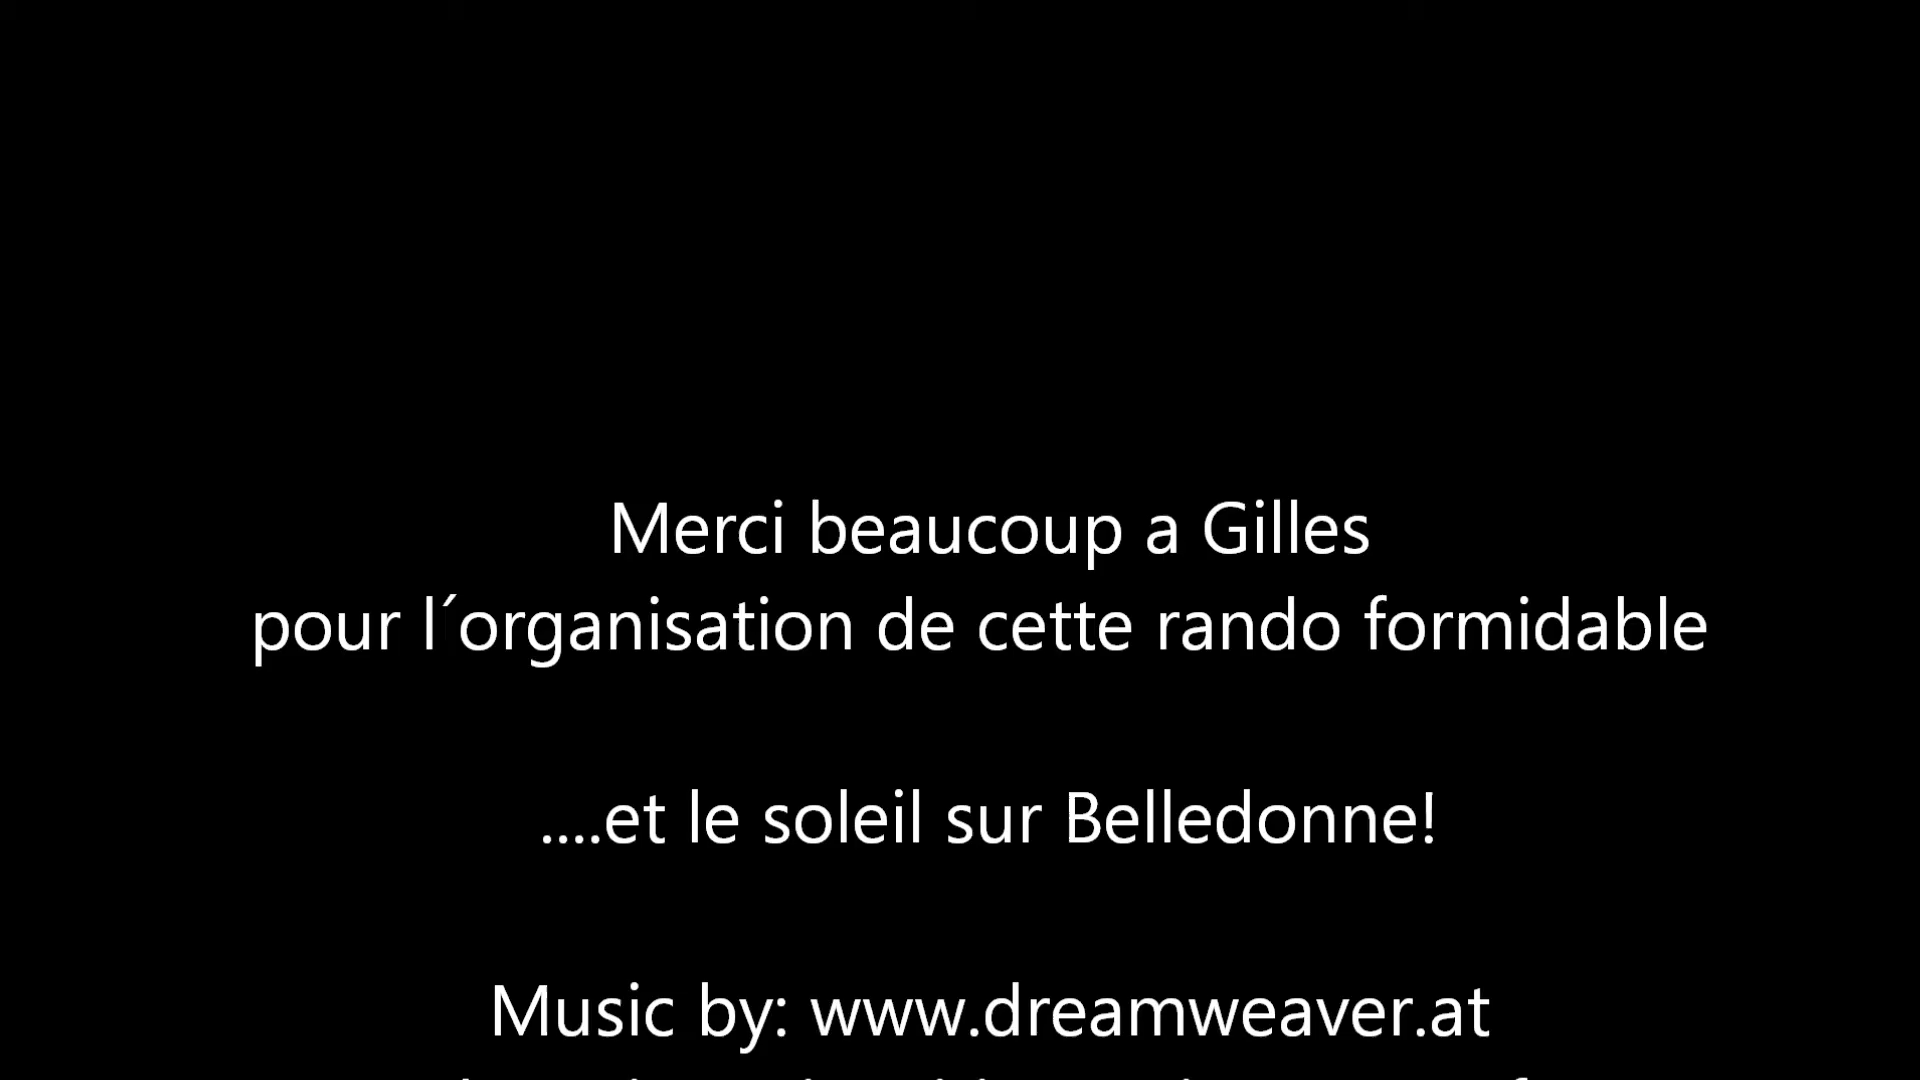 Merci beaucoup a Gilles
pour l´organisation de cette rando formidable
....et le soleil sur Belledonne!
Music by: www.dreamweaver.at